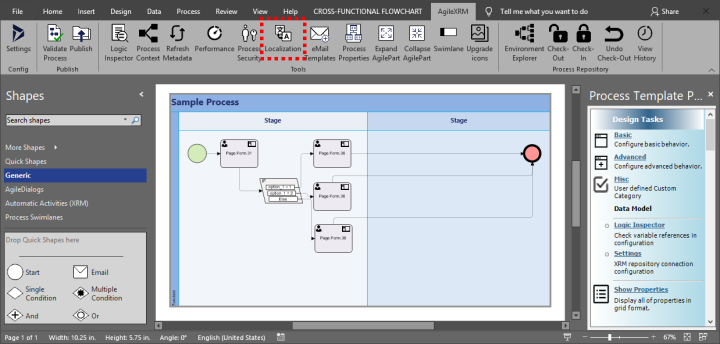 File Home Insert Design Data Process Review View Help CROSS-FUNCTIONAL FLOWCHART AgileXRM Tell me what you want to do Share
Settings
Validate Process
Publish
Logic Inspector
Process Context
Refresh Metadata
Performance
Process Security
Localization
eMail Templates
Process Properties
Expand AgilePart
Collapse AgilePart
Swimlane
Upgrade icons
Environment Explorer
Check-Out
Check-In
Undo Check-Out
View History
Config Publish Tools Process Repository
Shapes
Search shapes
More Shapes
Quick Shapes
Generic
AgileDialogs
Automatic Activities (XRM)
Process Swimlanes
Drop Quick Shapes here
Start
Email
Single Condition
Multiple Condition
And
Or
Sample Process
Stage
Stage
Function
Page Form 31
option_1 = 1
option_1 = 2
Else
Page Form 35
Page Form 35
Page Form 35
Process Template P...
Design Tasks
Basic
Configure basic behavior.
Advanced
Configure advanced behavior.
Misc
User defined Custom
Category
Data Model
Logic Inspector
Check variable references in
configuration
Settings
XRM repository connection
configuration
Show Properties
Display all of properties in
grid format.
Page 1 of 1 Width: 10.25 in. Height: 5.75 in. Angle: 0° English (United States) 67%